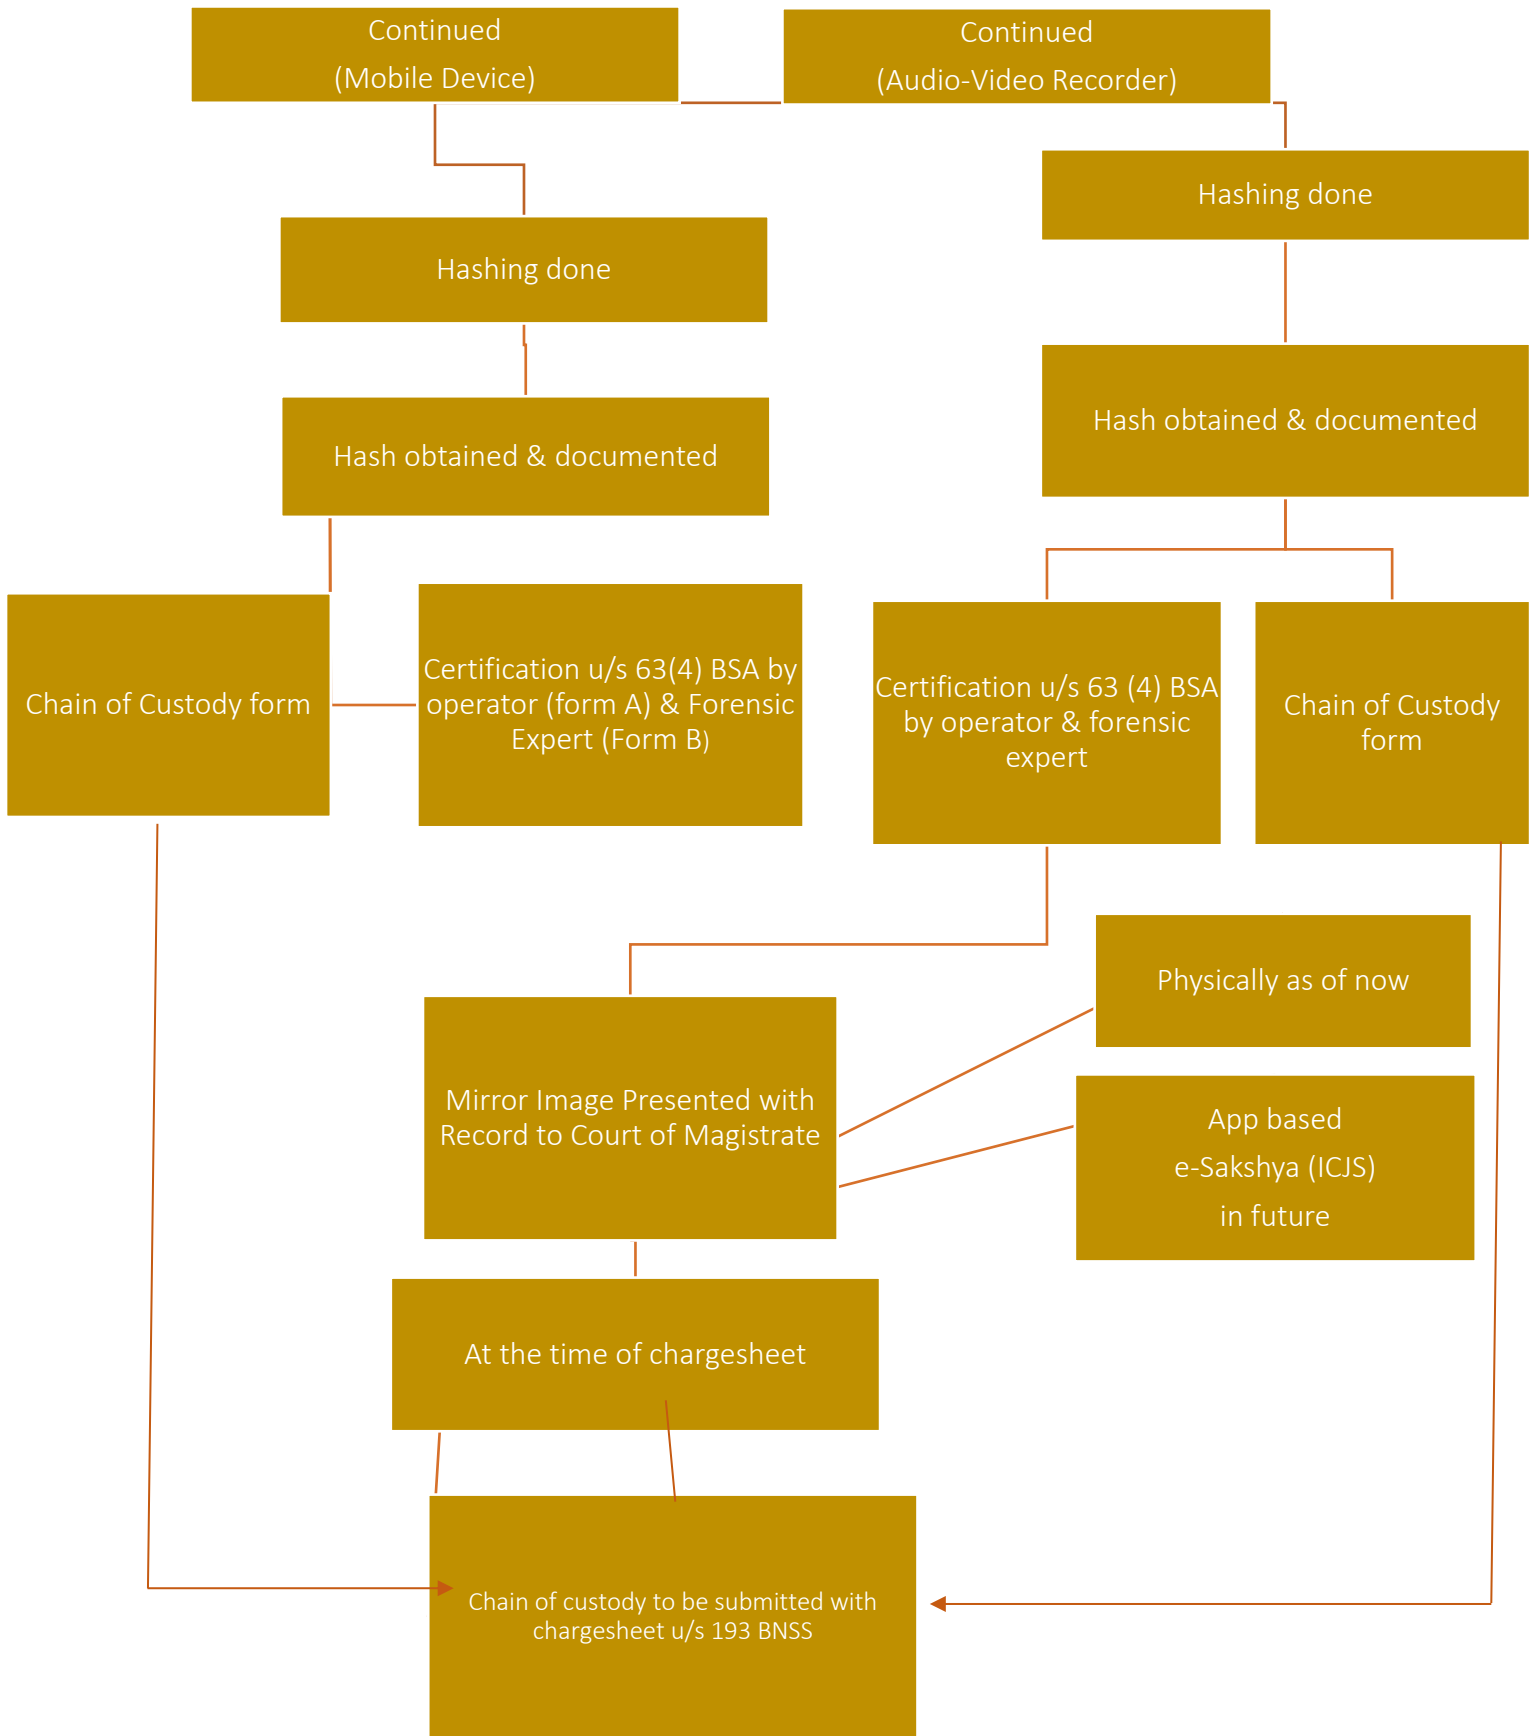 Continued
(Mobile Device)
Continued
(Audio-Video Recorder)
Hashing done
Hashing done
Hash obtained & documented
Hash obtained & documented
Chain of Custody form
Certification u/s 63(4) BSA by
operator (form A) & Forensic
Expert (Form B)
Certification u/s 63 (4) BSA
by operator & forensic
expert
Chain of Custody
form
Physically as of now
Mirror Image Presented with
Record to Court of Magistrate
App based
e-Sakshya (ICJS)
in future
At the time of chargesheet
Chain of custody to be submitted with
chargesheet u/s 193 BNSS